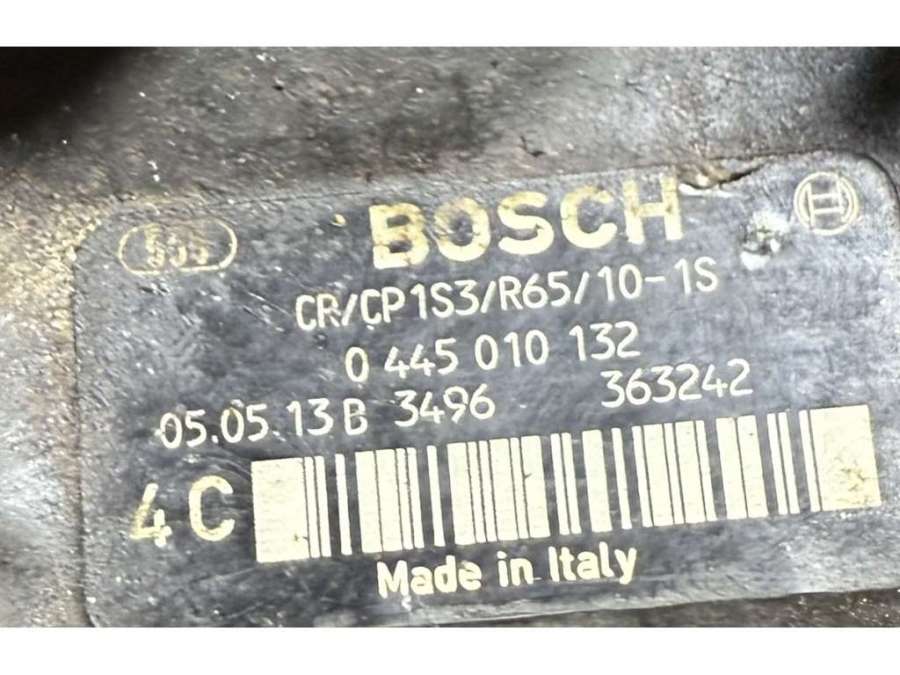 BOSCH
CR/CP1S3/R65/10-1S
0 445 010 132
05.05.13 B 3496 363242
4C
Made in Italy